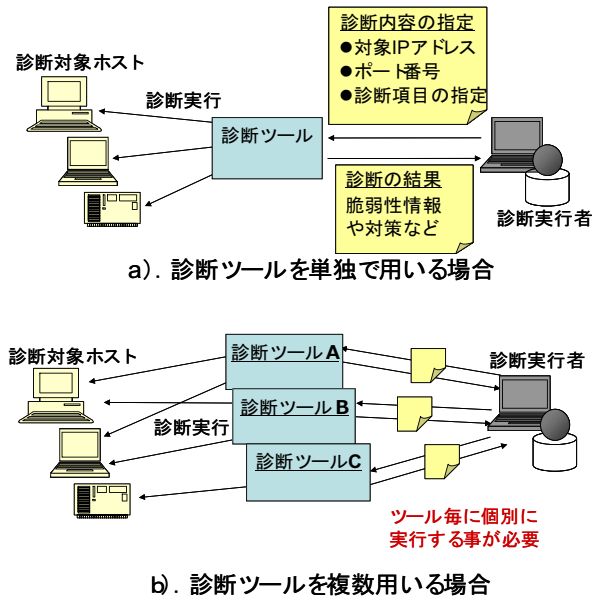 診断内容の指定
●対象IPアドレス
●ポート番号
●診断項目の指定
診断対象ホスト
診断実行
診断ツール
診断の結果
脆弱性情報
や対策など
診断実行者
a）. 診断ツールを単独で用いる場合
診断対象ホスト
診断ツールA
診断実行者
診断ツールB
診断実行
診断ツールC
ツール毎に個別に
実行する事が必要
b）. 診断ツールを複数用いる場合